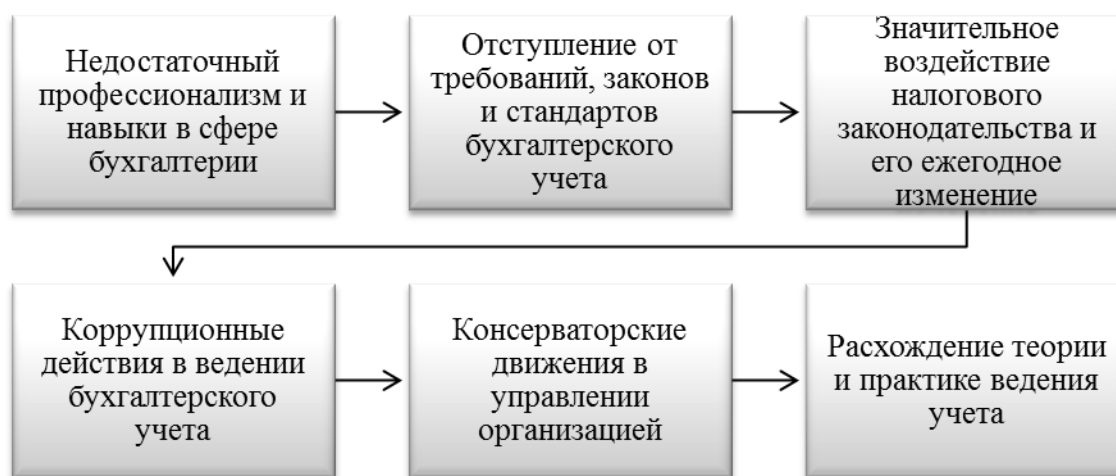 Недостаточный
профессионализм и
навыки в сфере
бухгалтерии
Отступление от
требований, законов
и стандартов
бухгалтерского
учета
Значительное
воздействие
налогового
законодательства и
его ежегодное
изменение
Коррупционные
действия в ведении
бухгалтерского
учета
Консерваторские
движения в
управлении
организацией
Расхождение теории
и практике ведения
учета